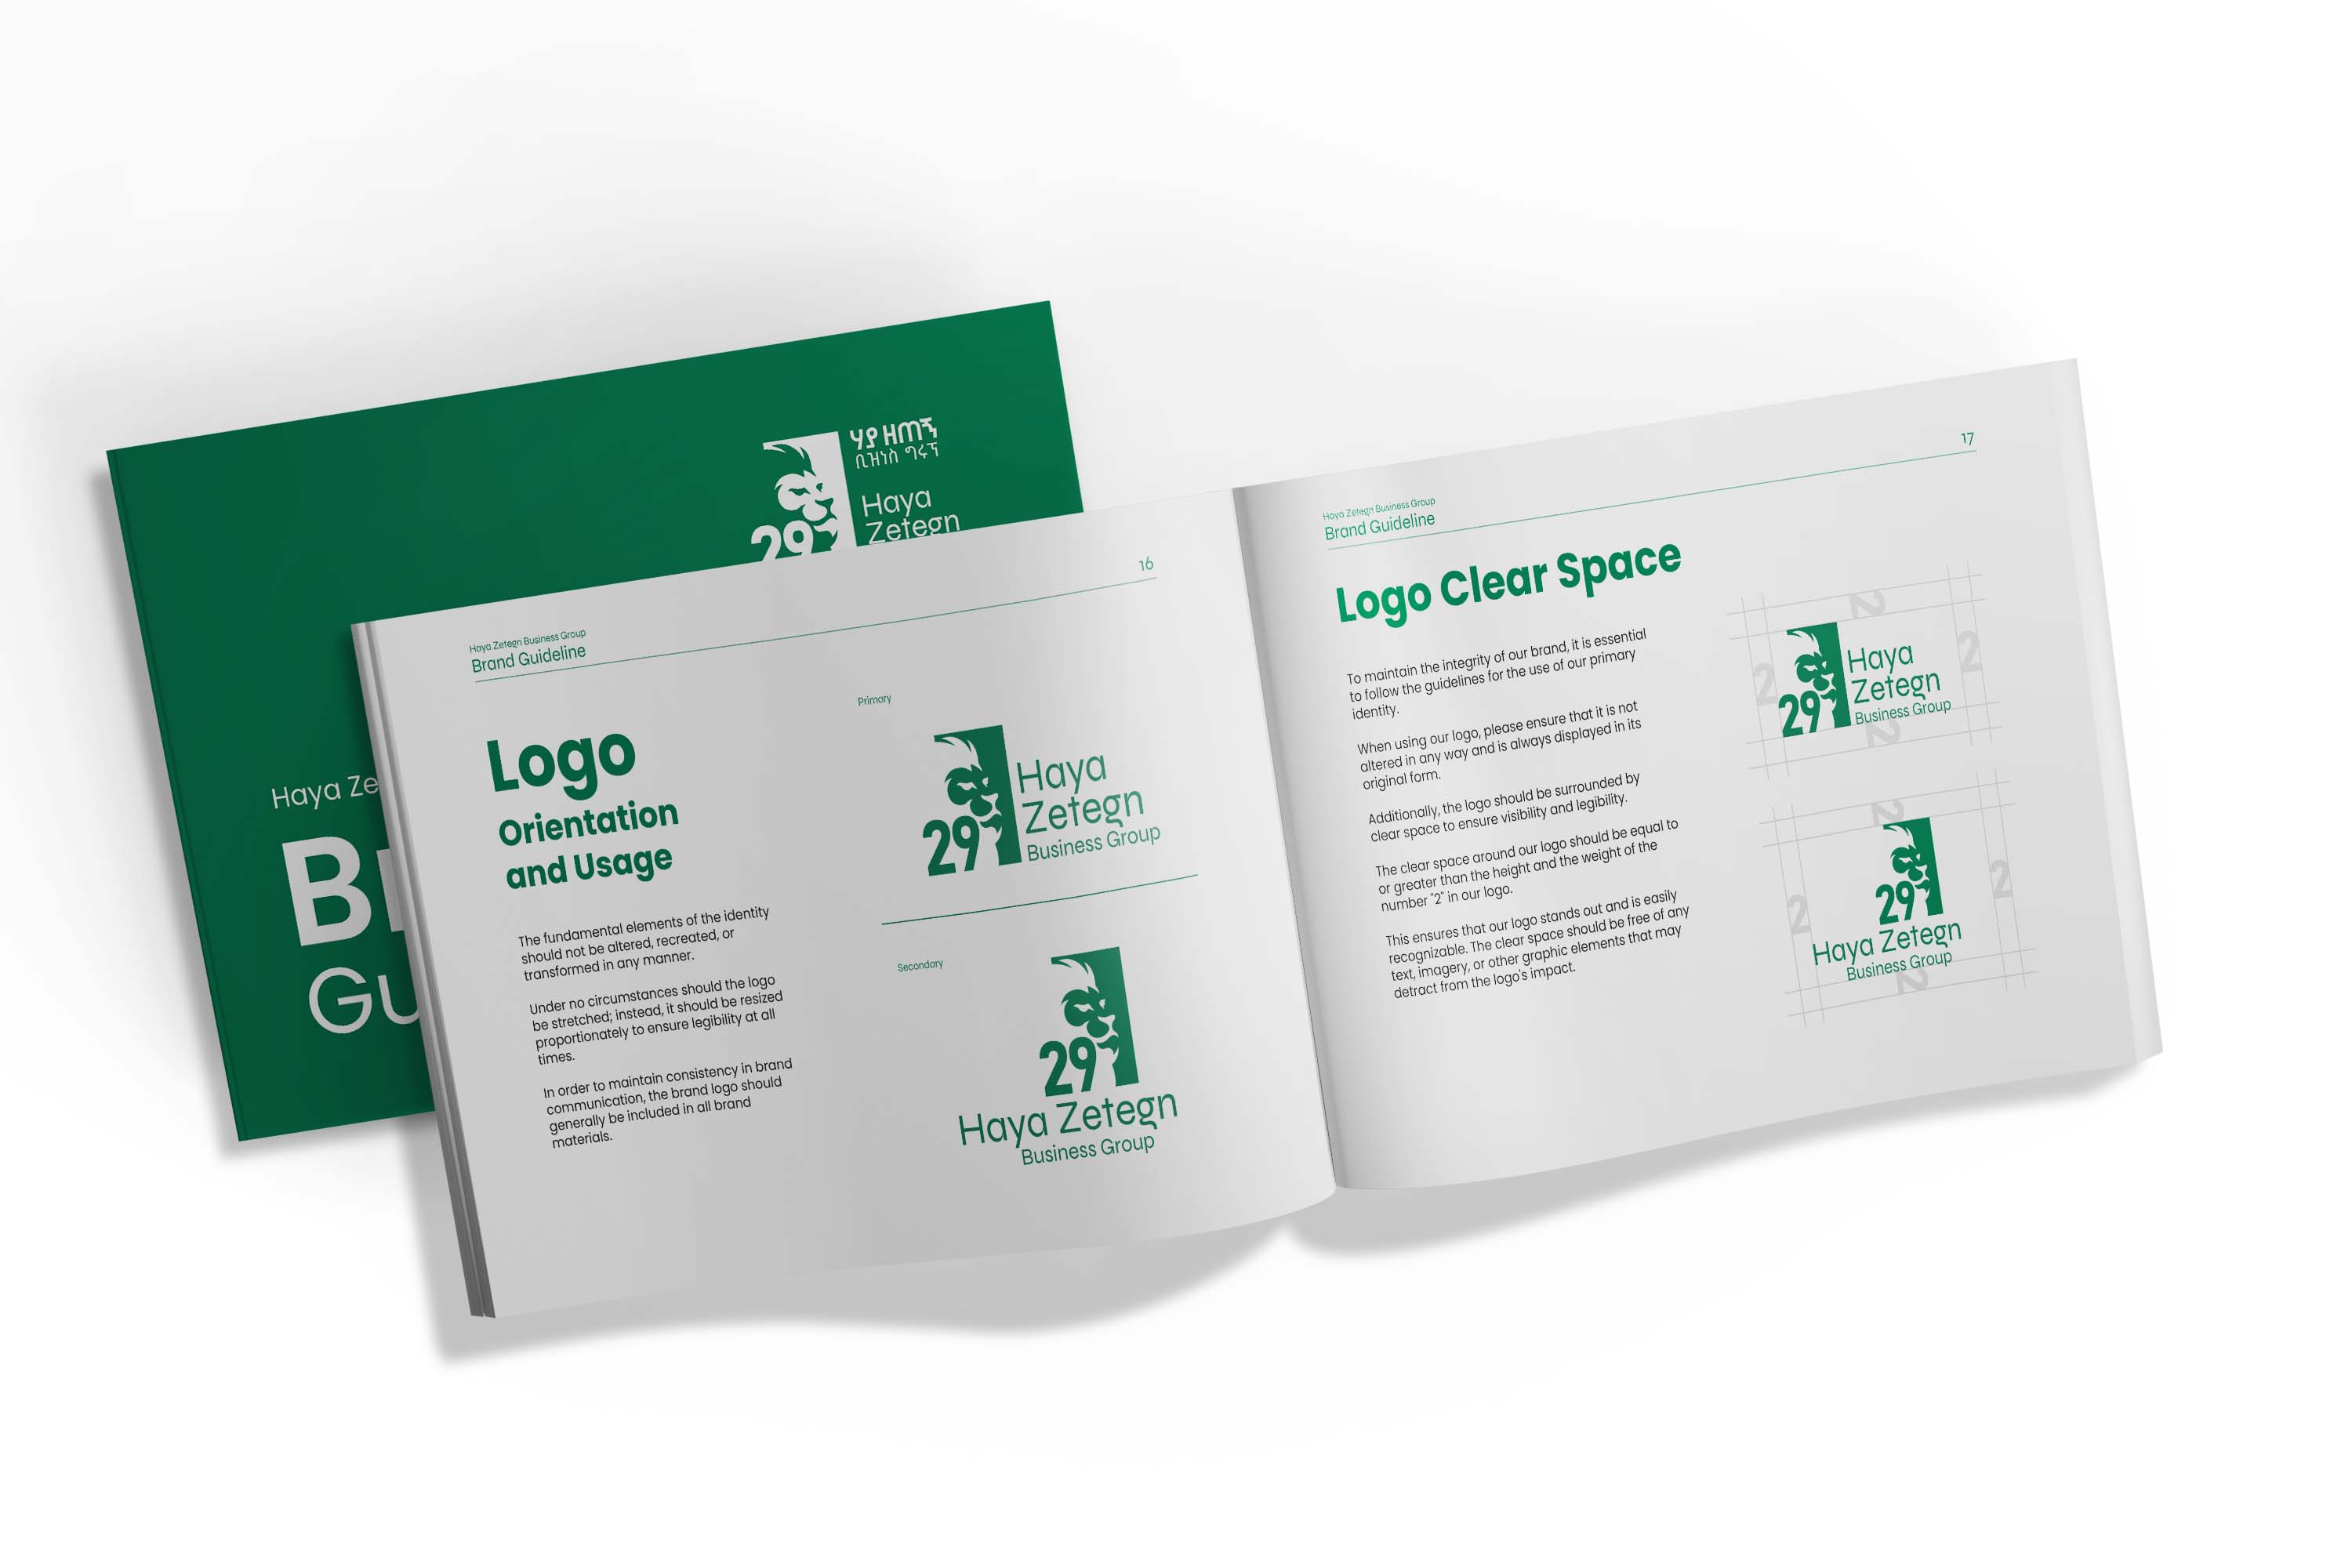 ሃያ ዘጠኝ
ቢዝነስ ግሩፕ
Haya
Zetegn
29
Haya Ze
Haya Zetegn Business Group
Brand Guideline
16
Logo
Orientation
and Usage
The fundamental elements of the identity
should not be altered, recreated, or
transformed in any manner.
Under no circumstances should the logo
be stretched; instead, it should be resized
proportionately to ensure legibility at all
times.
In order to maintain consistency in brand
communication, the brand logo should
generally be included in all brand
materials.
Primary
29
Haya
Zetegn
Business Group
Secondary
29
Haya Zetegn
Business Group
Haya Zetegn Business Group
Brand Guideline
17
Logo Clear Space
To maintain the integrity of our brand, it is essential
to follow the guidelines for the use of our primary
identity.
When using our logo, please ensure that it is not
altered in any way and is always displayed in its
original form.
Additionally, the logo should be surrounded by
clear space to ensure visibility and legibility.
The clear space around our logo should be equal to
or greater than the height and the weight of the
number "2" in our logo.
This ensures that our logo stands out and is easily
recognizable. The clear space should be free of any
text, imagery, or other graphic elements that may
detract from the logo's impact.
2
2
2
29
Haya
Zetegn
Business Group
2
2
2
2
29
Haya Zetegn
Business Group
2